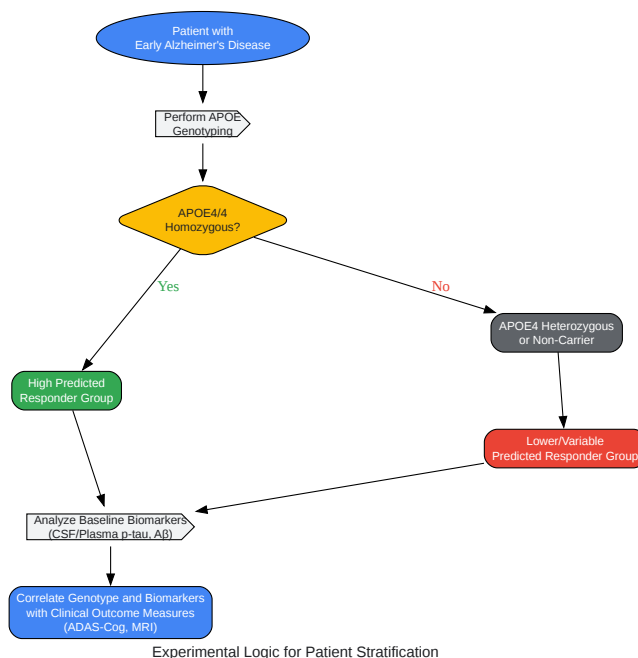 Patient with
Early Alzheimer's Disease
Perform APOE
Genotyping
APOE4/4
Homozygous?
Yes
No
APOE4 Heterozygous
or Non-Carrier
High Predicted
Responder Group
Lower/Variable
Predicted Responder Group
Analyze Baseline Biomarkers
(CSF/Plasma p-tau, Aβ)
Correlate Genotype and Biomarkers
with Clinical Outcome Measures
(ADAS-Cog, MRI)
Experimental Logic for Patient Stratification